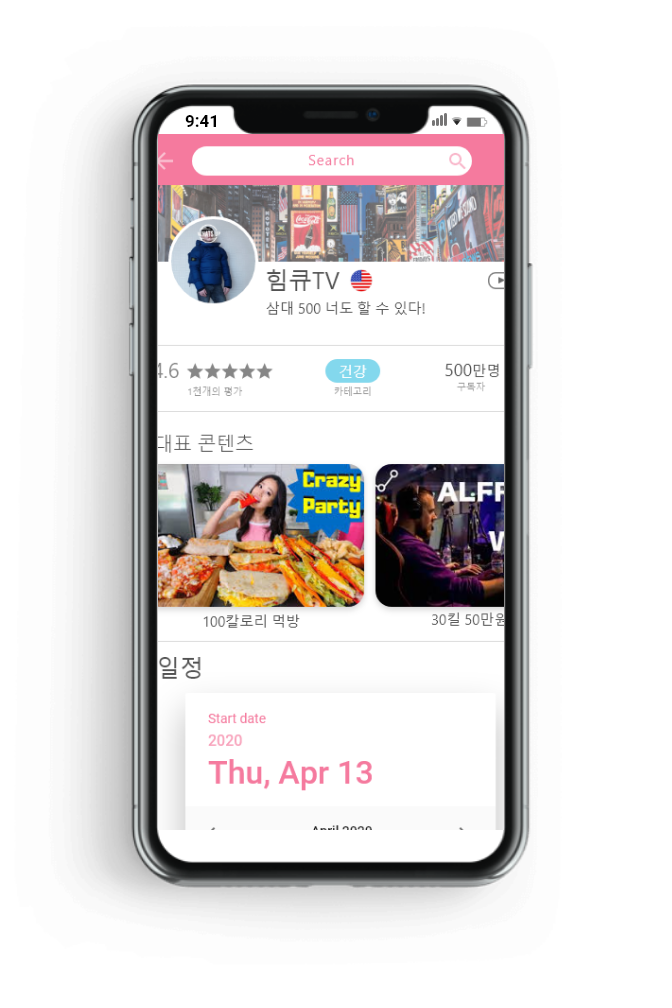 9:41
Search
Coca-Cola
힘큐TV
삼대 500 너도 할 수 있다!
4.6 ★★★★★
건강
500만명
1천개의 평가
카테고리
구독자
대표 콘텐츠
Crazy
Party
ALFF
W
100칼로리 먹방
30킬 50만원
일정
Start date
2020
Thu, Apr 13
April 2020